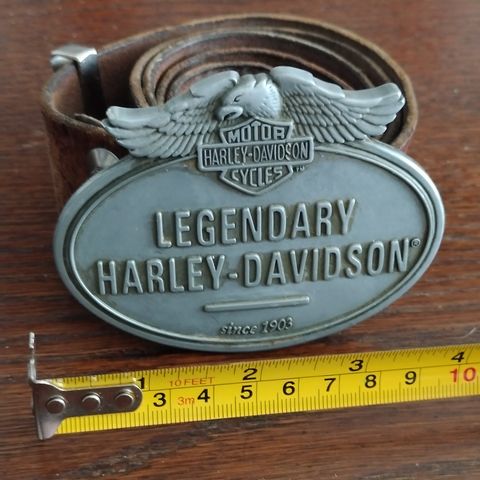 MOTOR
HARLEY-DAVIDSON
CYCLES
LEGENDARY
HARLEY-DAVIDSON®
since 1903
1 10 FEET 2 3 4
3m
3 4 5 6 7 8 9 10